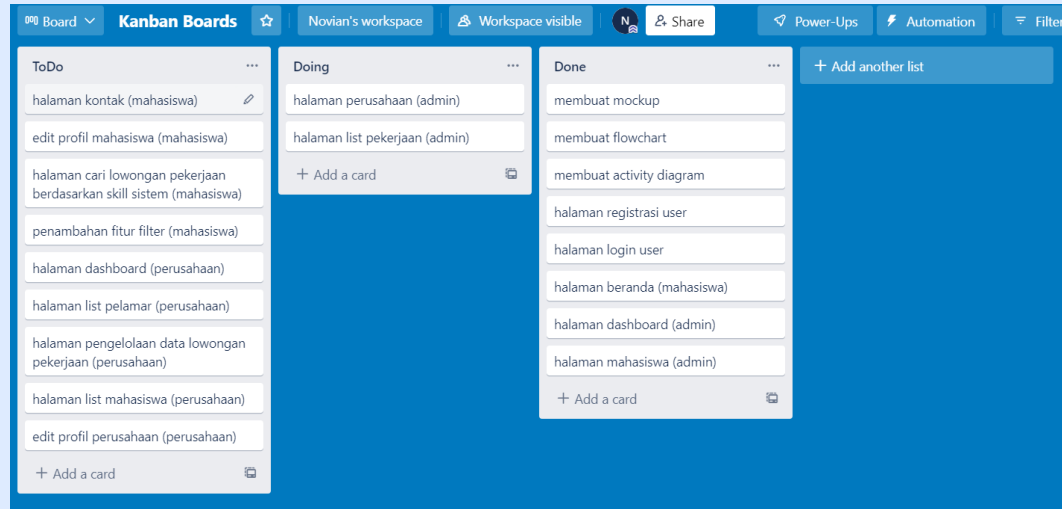 Board
Kanban Boards
Novian's workspace
Workspace visible
N
Share
Power-Ups
Automation
Filter
ToDo
halaman kontak (mahasiswa)
edit profil mahasiswa (mahasiswa)
halaman cari lowongan pekerjaan
berdasarkan skill sistem (mahasiswa)
penambahan fitur filter (mahasiswa)
halaman dashboard (perusahaan)
halaman list pelamar (perusahaan)
halaman pengelolaan data lowongan
pekerjaan (perusahaan)
halaman list mahasiswa (perusahaan)
edit profil perusahaan (perusahaan)
+ Add a card
Doing
halaman perusahaan (admin)
halaman list pekerjaan (admin)
+ Add a card
Done
membuat mockup
membuat flowchart
membuat activity diagram
halaman registrasi user
halaman login user
halaman beranda (mahasiswa)
halaman dashboard (admin)
halaman mahasiswa (admin)
+ Add a card
+ Add another list